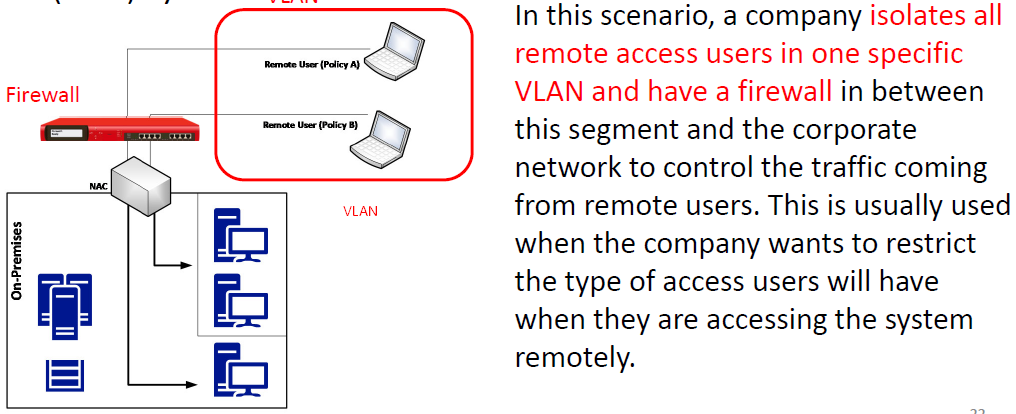 VLAN
Remote User (Policy A)
Firewall
Remote User (Policy B)
NAC
VLAN
On-Premises
In this scenario, a company isolates all
remote access users in one specific
VLAN and have a firewall in between
this segment and the corporate
network to control the traffic coming
from remote users. This is usually used
when the company wants to restrict
the type of access users will have
when they are accessing the system
remotely.